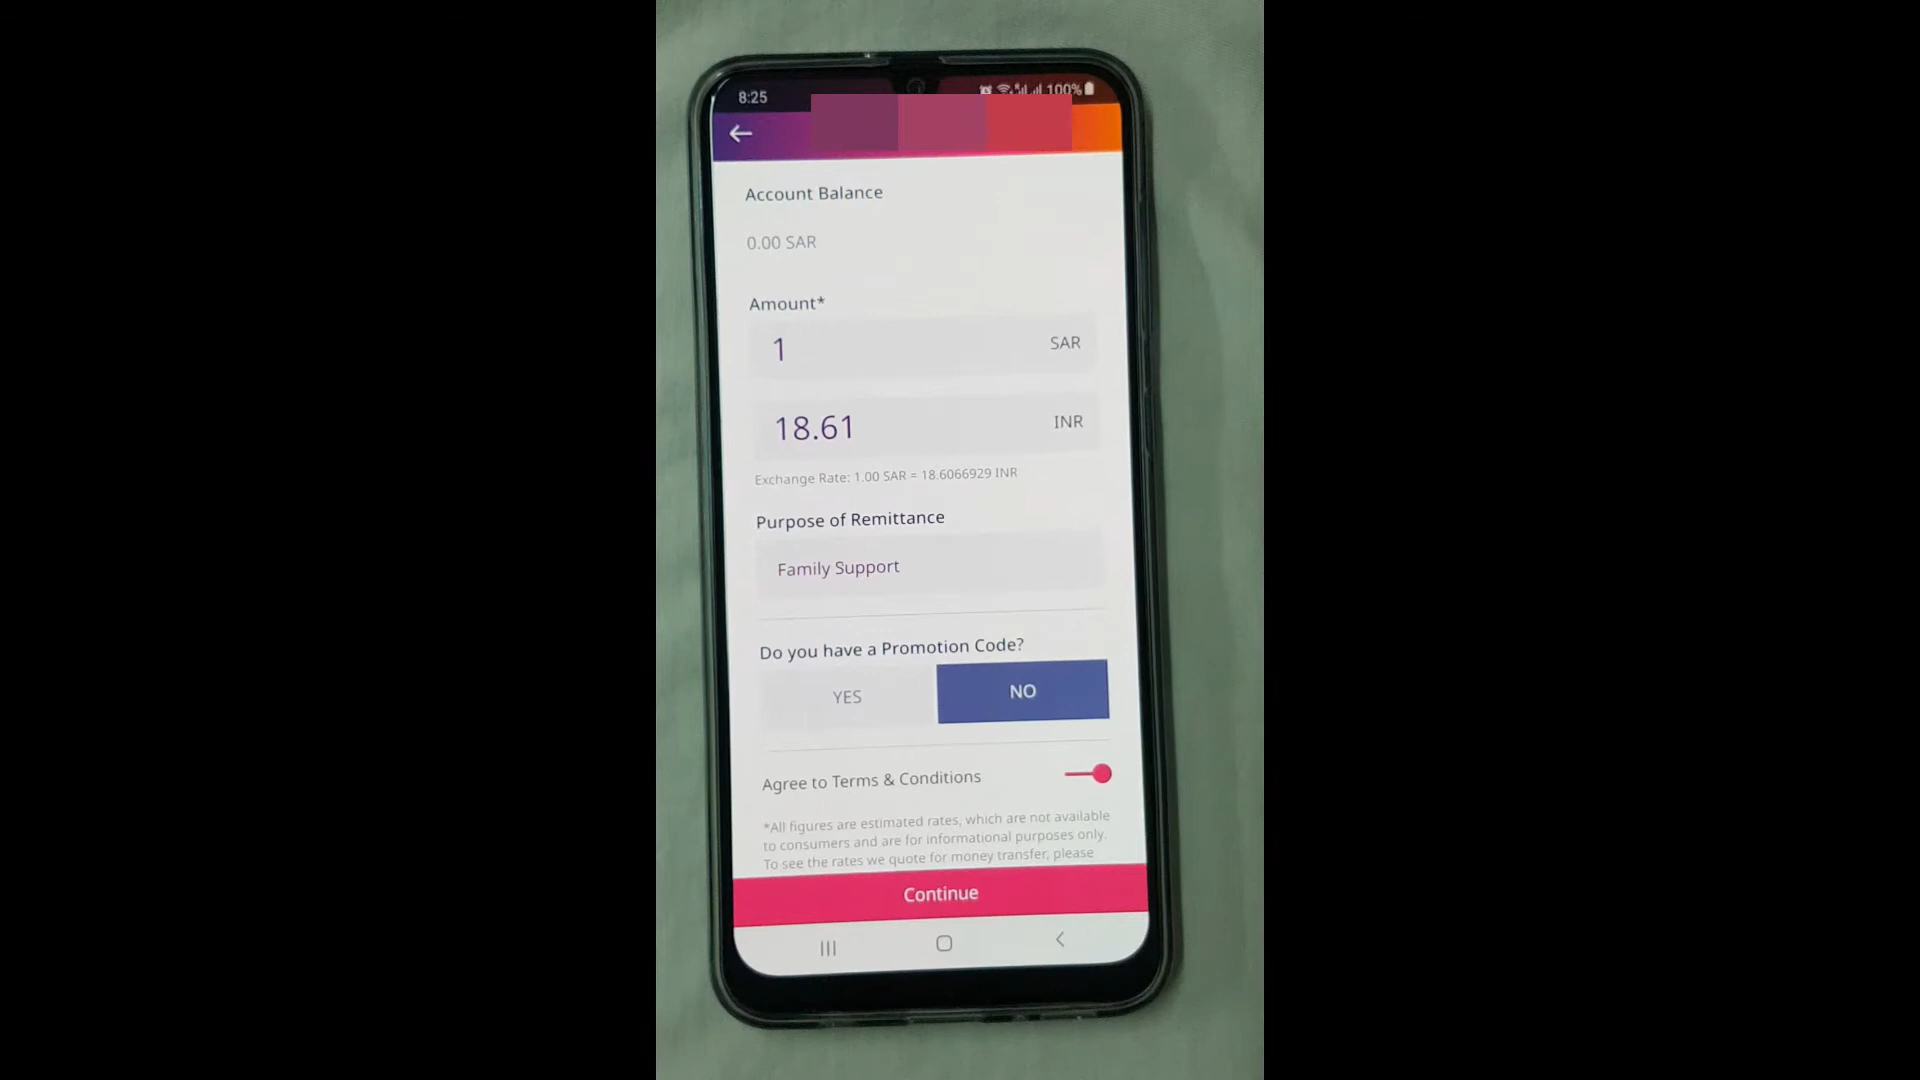 8:25
100%
Account Balance
0.00 SAR
Amount*
1 SAR
18.61 INR
Exchange Rate: 1.00 SAR = 18.6066929 INR
Purpose of Remittance
Family Support
Do you have a Promotion Code?
YES NO
Agree to Terms & Conditions
*All figures are estimated rates, which are not available
to consumers and are for informational purposes only.
To see the rates we quote for money transfer, please
Continue